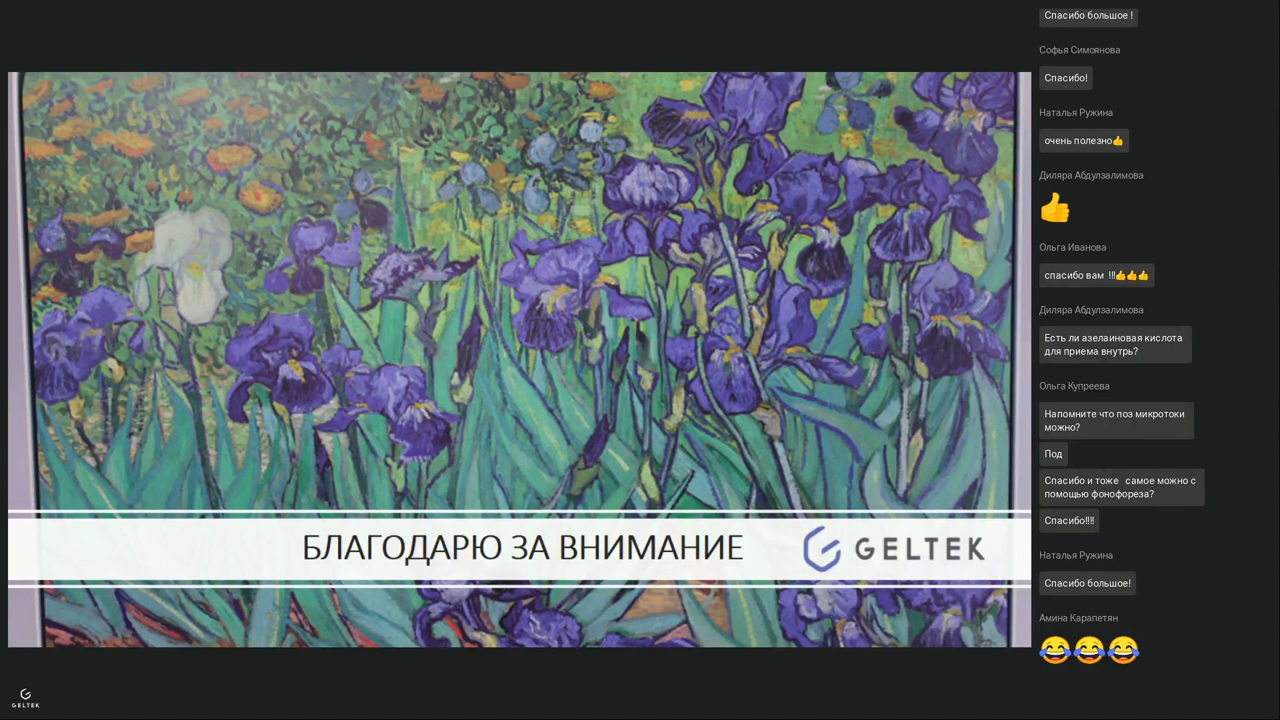 БЛАГОДАРЮ ЗА ВНИМАНИЕ
GELTEK
GELTEK
Спасибо большое !
Софья Симоянова
Спасибо!
Наталья Ружина
очень полезно👍
Диляра Абдулзалимова
👍
Ольга Иванова
спасибо вам !!!👍👍👍
Диляра Абдулзалимова
Есть ли азелаиновая кислота
для приема внутрь?
Ольга Купреева
Напомните что поз микротоки
можно?
Под
Спасибо и тоже самое можно с
помощью фонофореза?
Спасибо!!!!
Наталья Ружина
Спасибо большое!
Амина Карапетян
😂😂😂